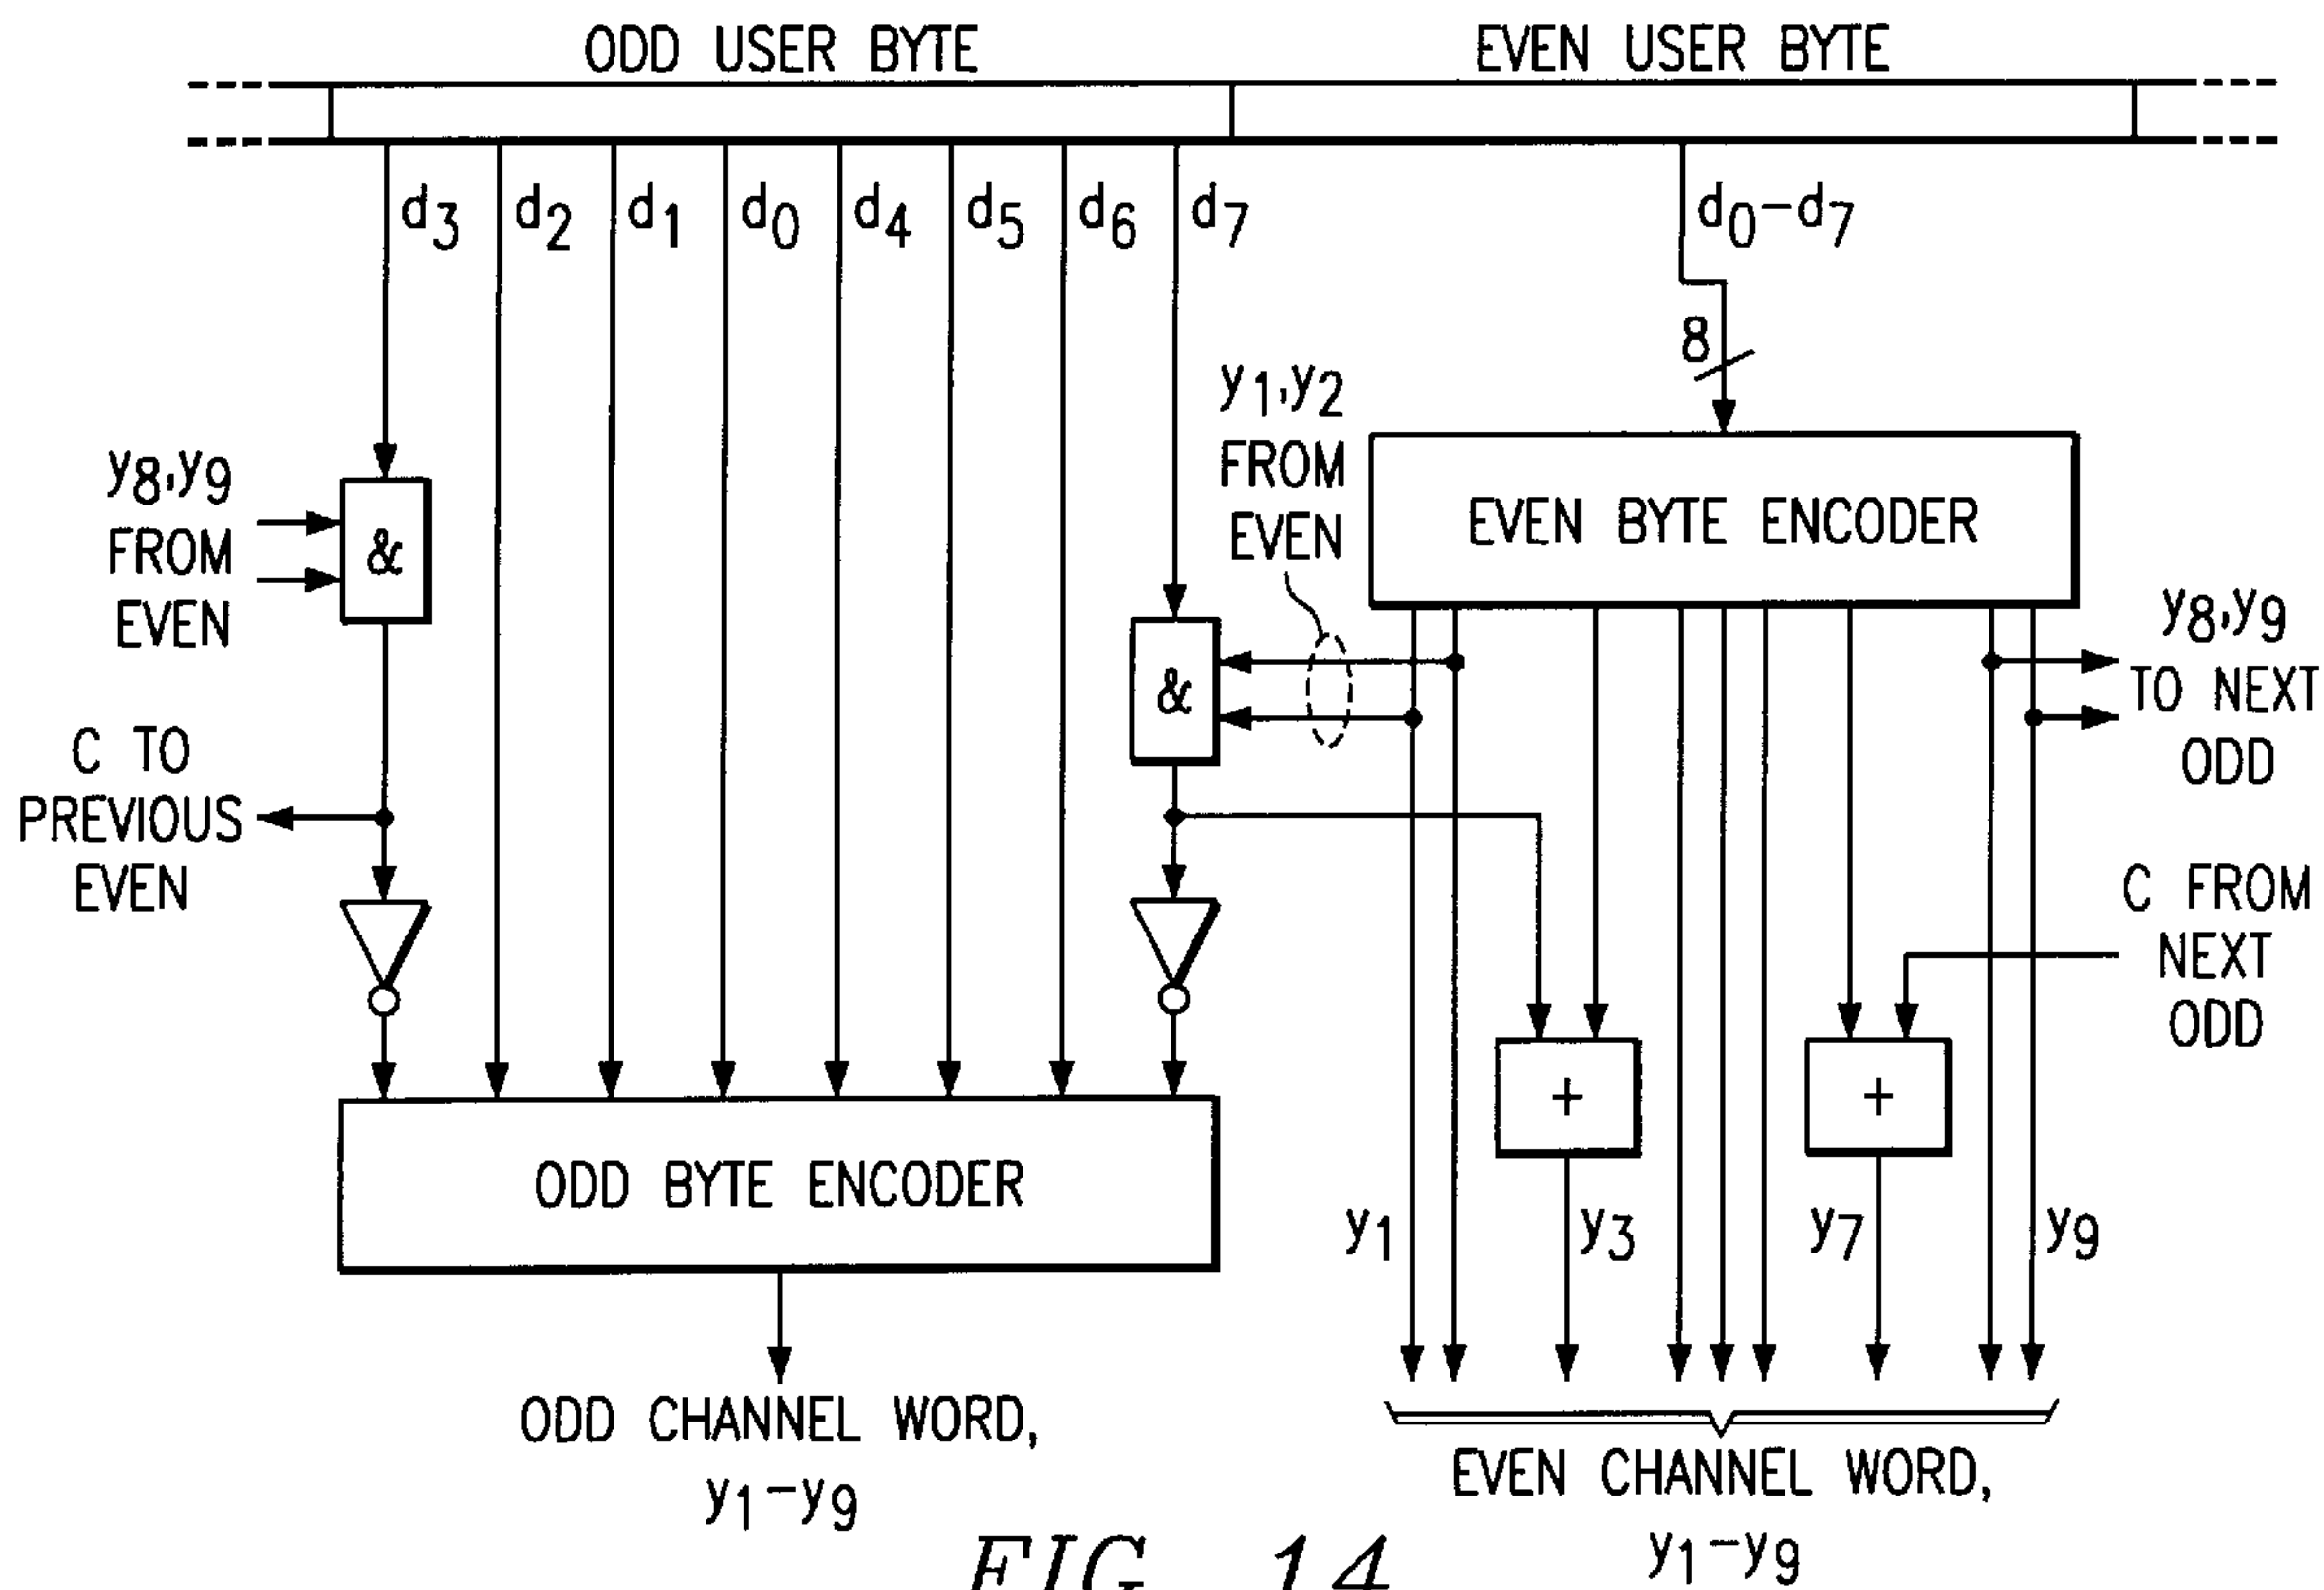 ODD USER BYTE
EVEN USER BYTE
d3 d2 d1 d0 d4 d5 d6 d7 d0-d7
8
y1,y2
FROM
EVEN
y8,y9
FROM
EVEN
&
EVEN BYTE ENCODER
y8,y9
TO NEXT
ODD
&
C TO
PREVIOUS
EVEN
C FROM
NEXT
ODD
+ +
ODD BYTE ENCODER
y1 y3 y7 y9
ODD CHANNEL WORD,
y1-y9
EVEN CHANNEL WORD,
y1-y9
FIG. 14